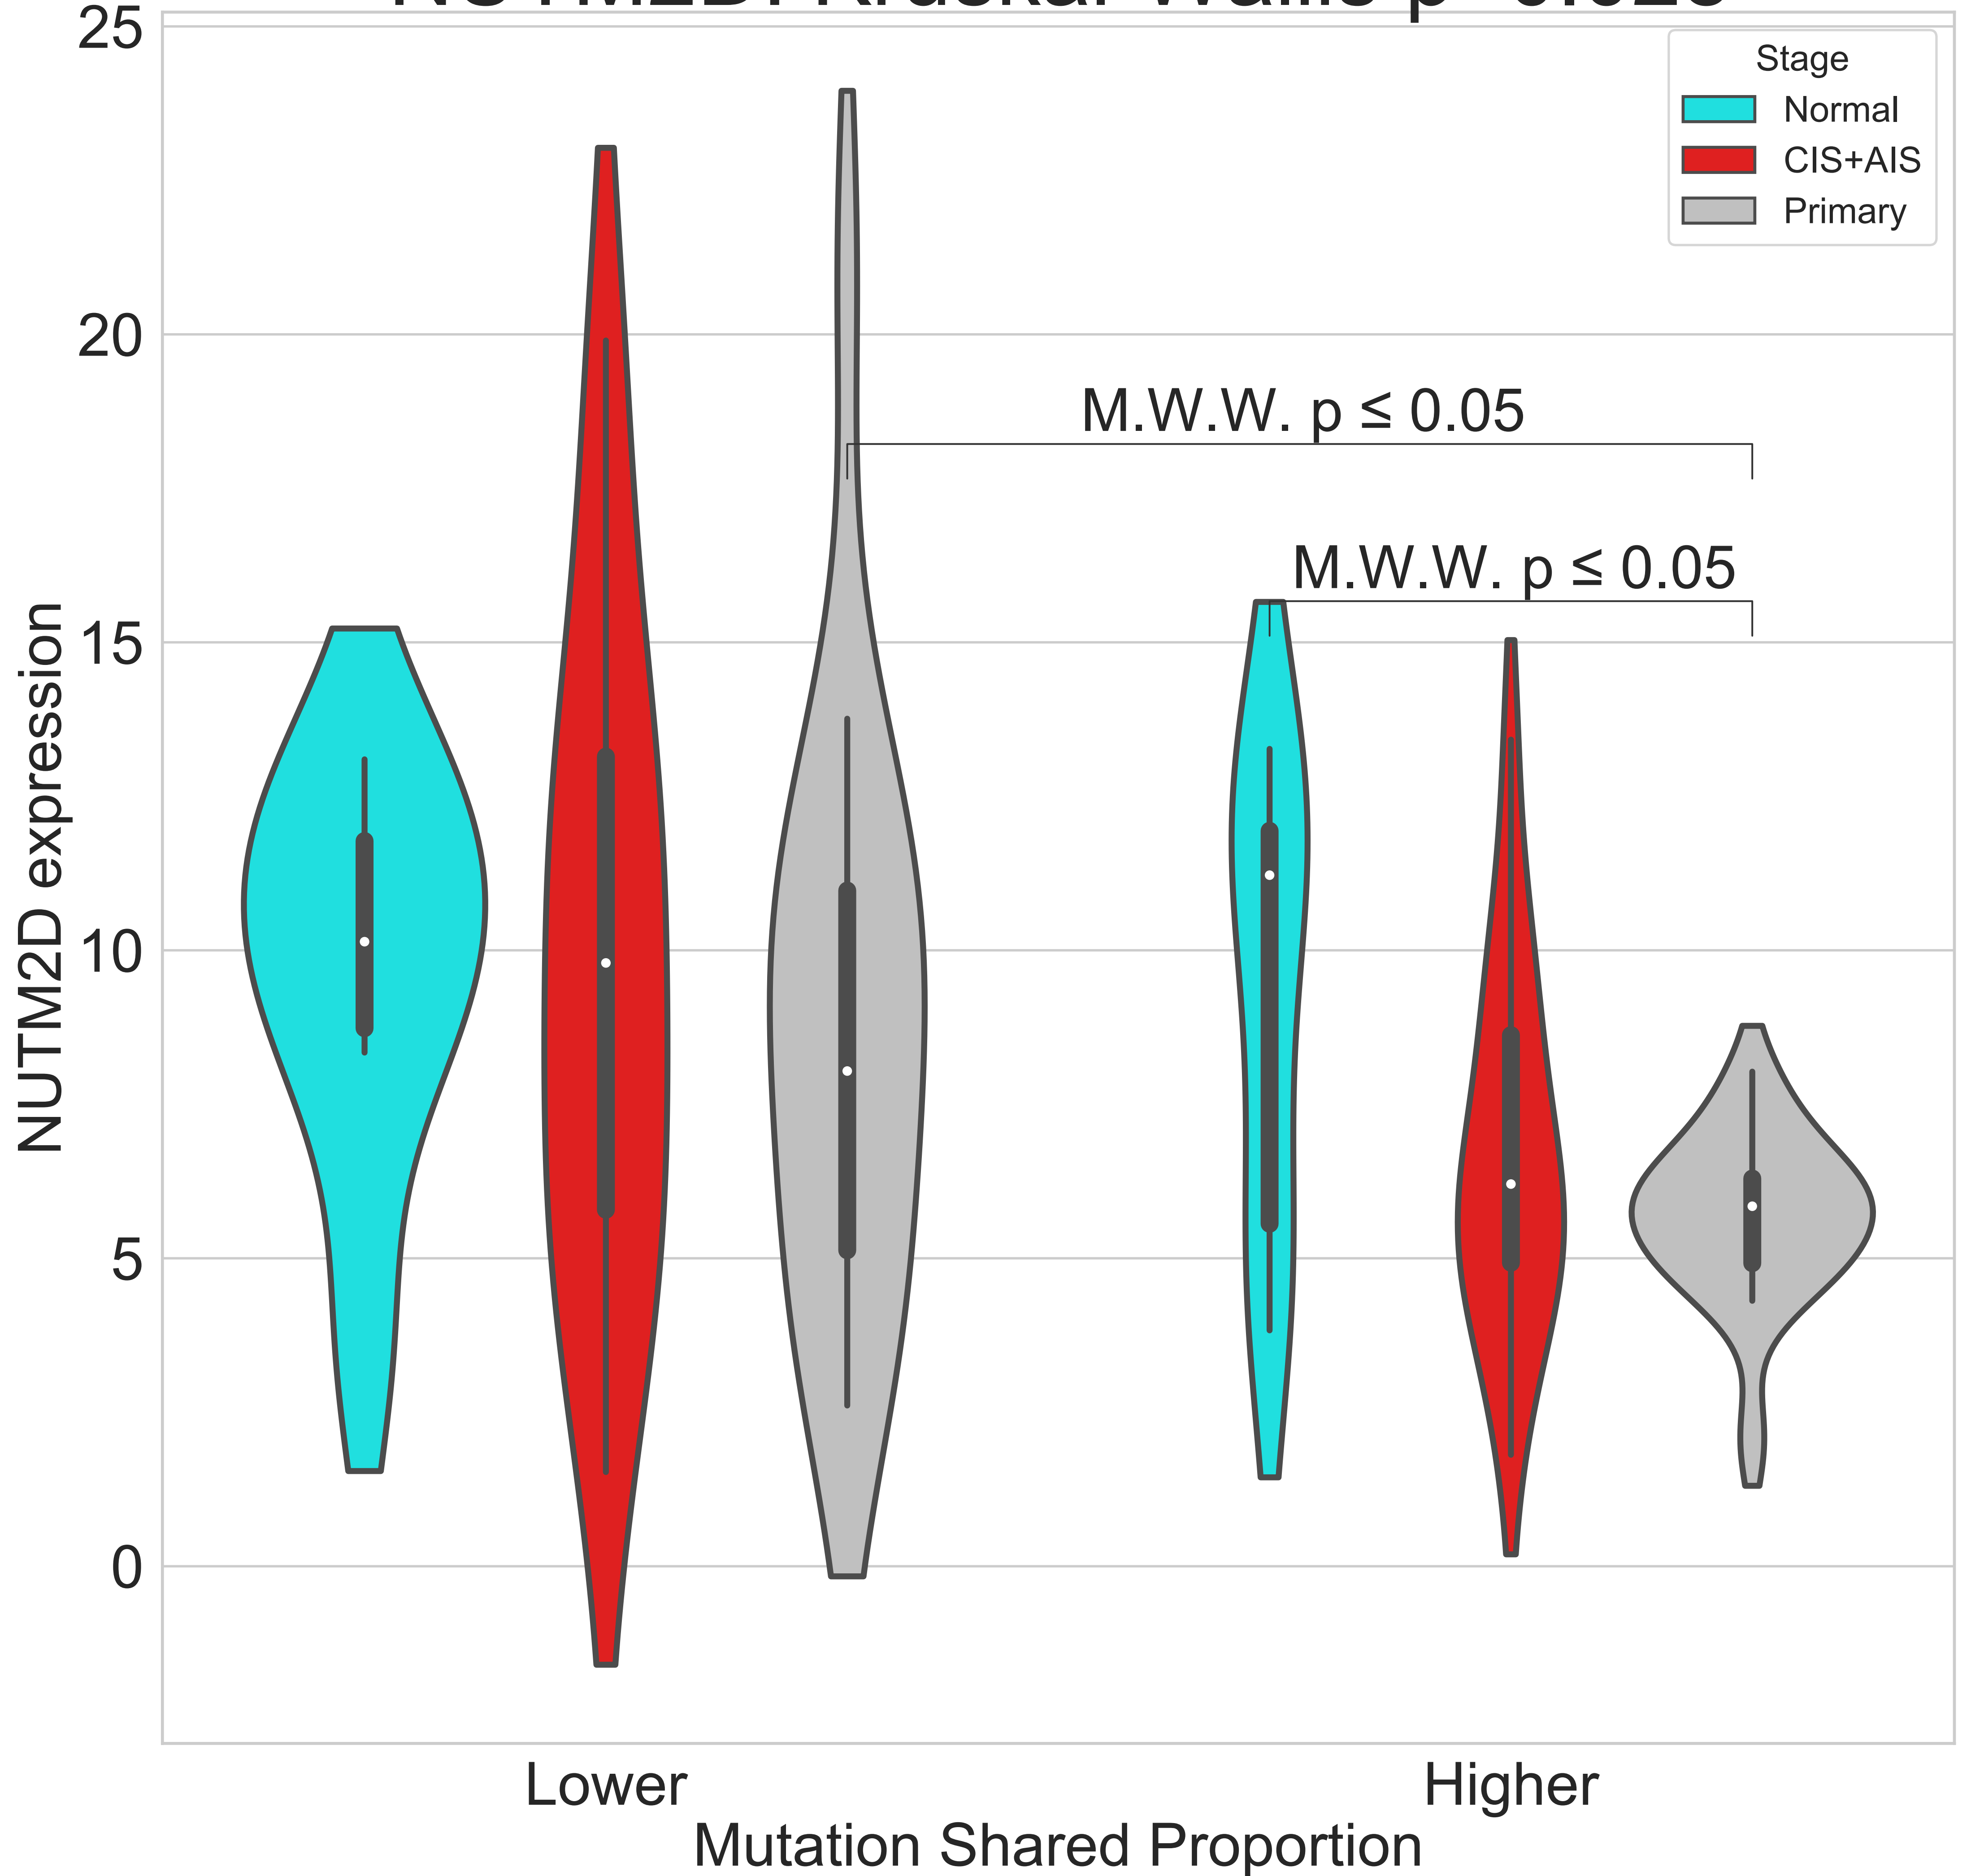 25
Stage
Normal
CIS+AIS
Primary
20
M.W.W. p ≤ 0.05
M.W.W. p ≤ 0.05
15
10
5
0
NUTM2D expression
Lower
Higher
Mutation Shared Proportion